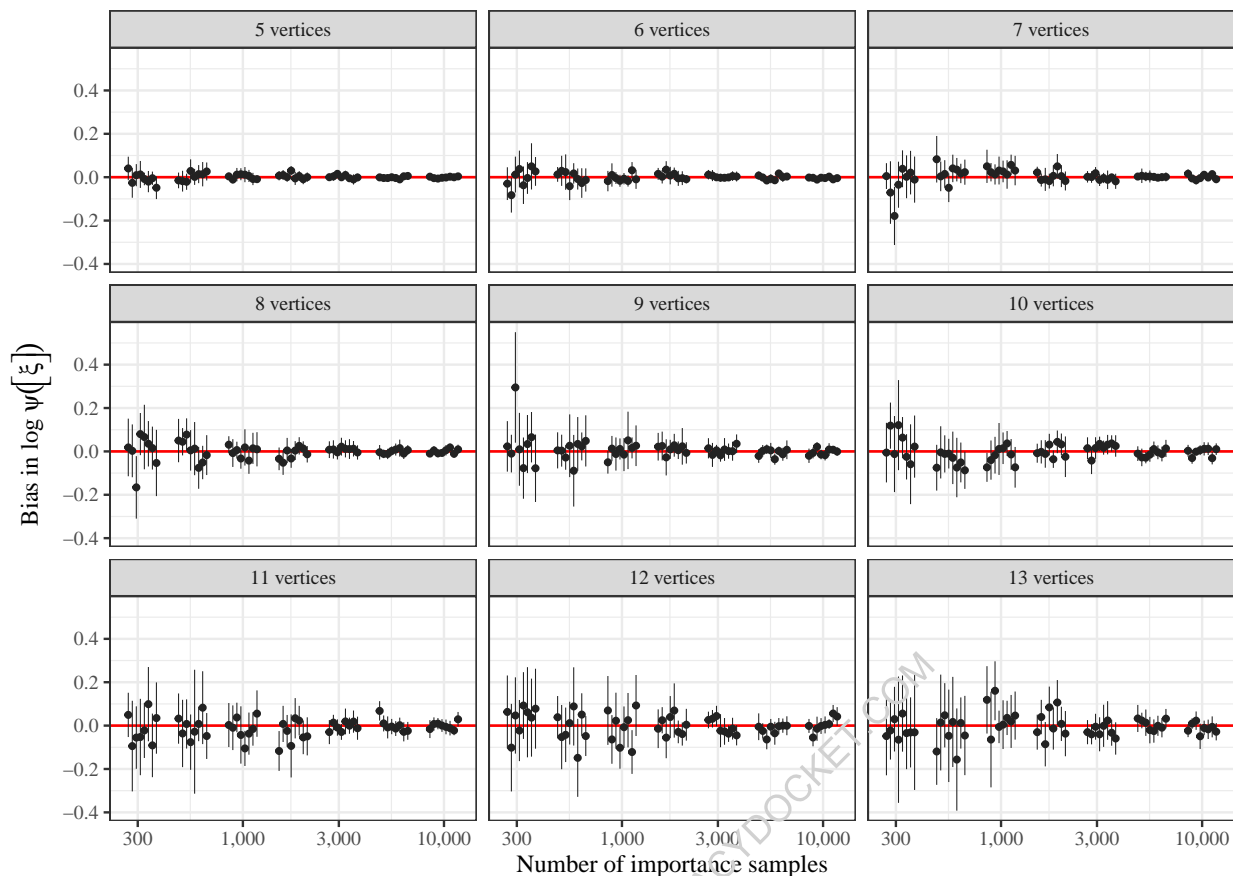 5 vertices
6 vertices
7 vertices
0.4
0.2
0.0
−0.2
−0.4
8 vertices
9 vertices
10 vertices
0.4
0.2
0.0
−0.2
−0.4
11 vertices
12 vertices
13 vertices
0.4
0.2
0.0
−0.2
−0.4
300
1,000
3,000
10,000
300
1,000
3,000
10,000
300
1,000
3,000
10,000
Number of importance samples
Bias in log ψ([ξ])
CYDOCKET.COM